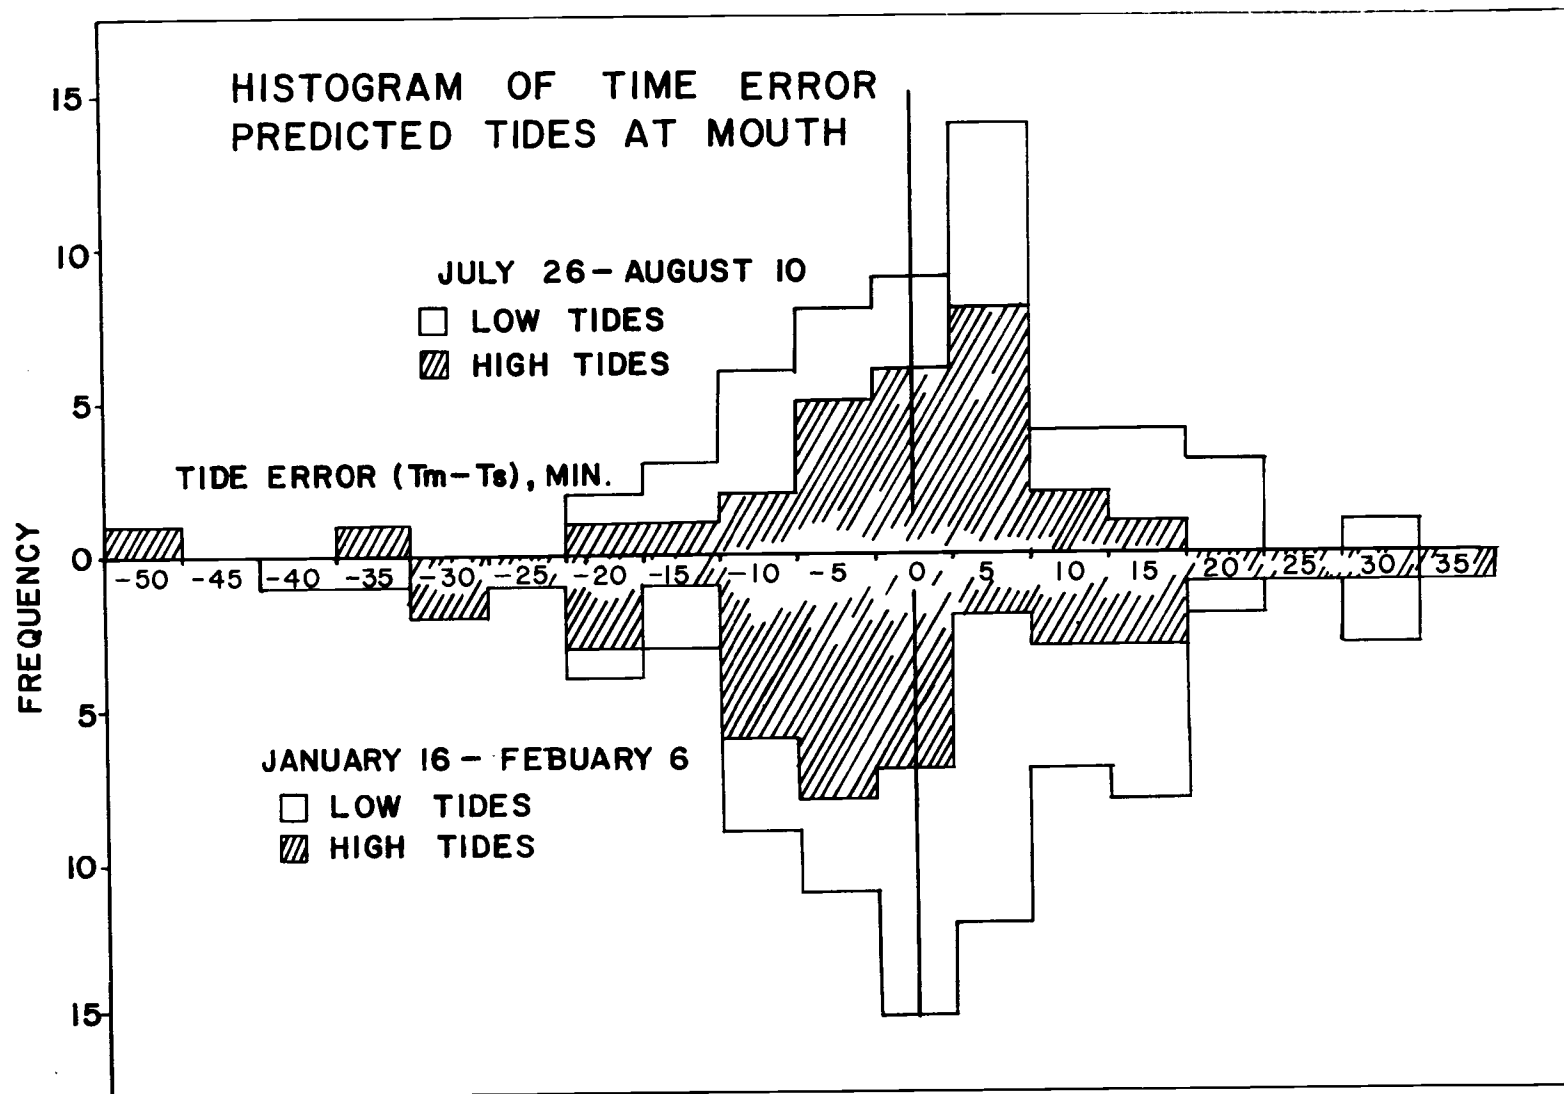 HISTOGRAM OF TIME ERROR
PREDICTED TIDES AT MOUTH
15
10
JULY 26 – AUGUST 10
LOW TIDES
HIGH TIDES
5
TIDE ERROR (Tm–Ts), MIN.
0
-50 -45 -40 -35 -30 -25 -20 -15 -10 -5 0 5 10 15 20 25 30 35
FREQUENCY
5
JANUARY 16 – FEBUARY 6
LOW TIDES
HIGH TIDES
10
15